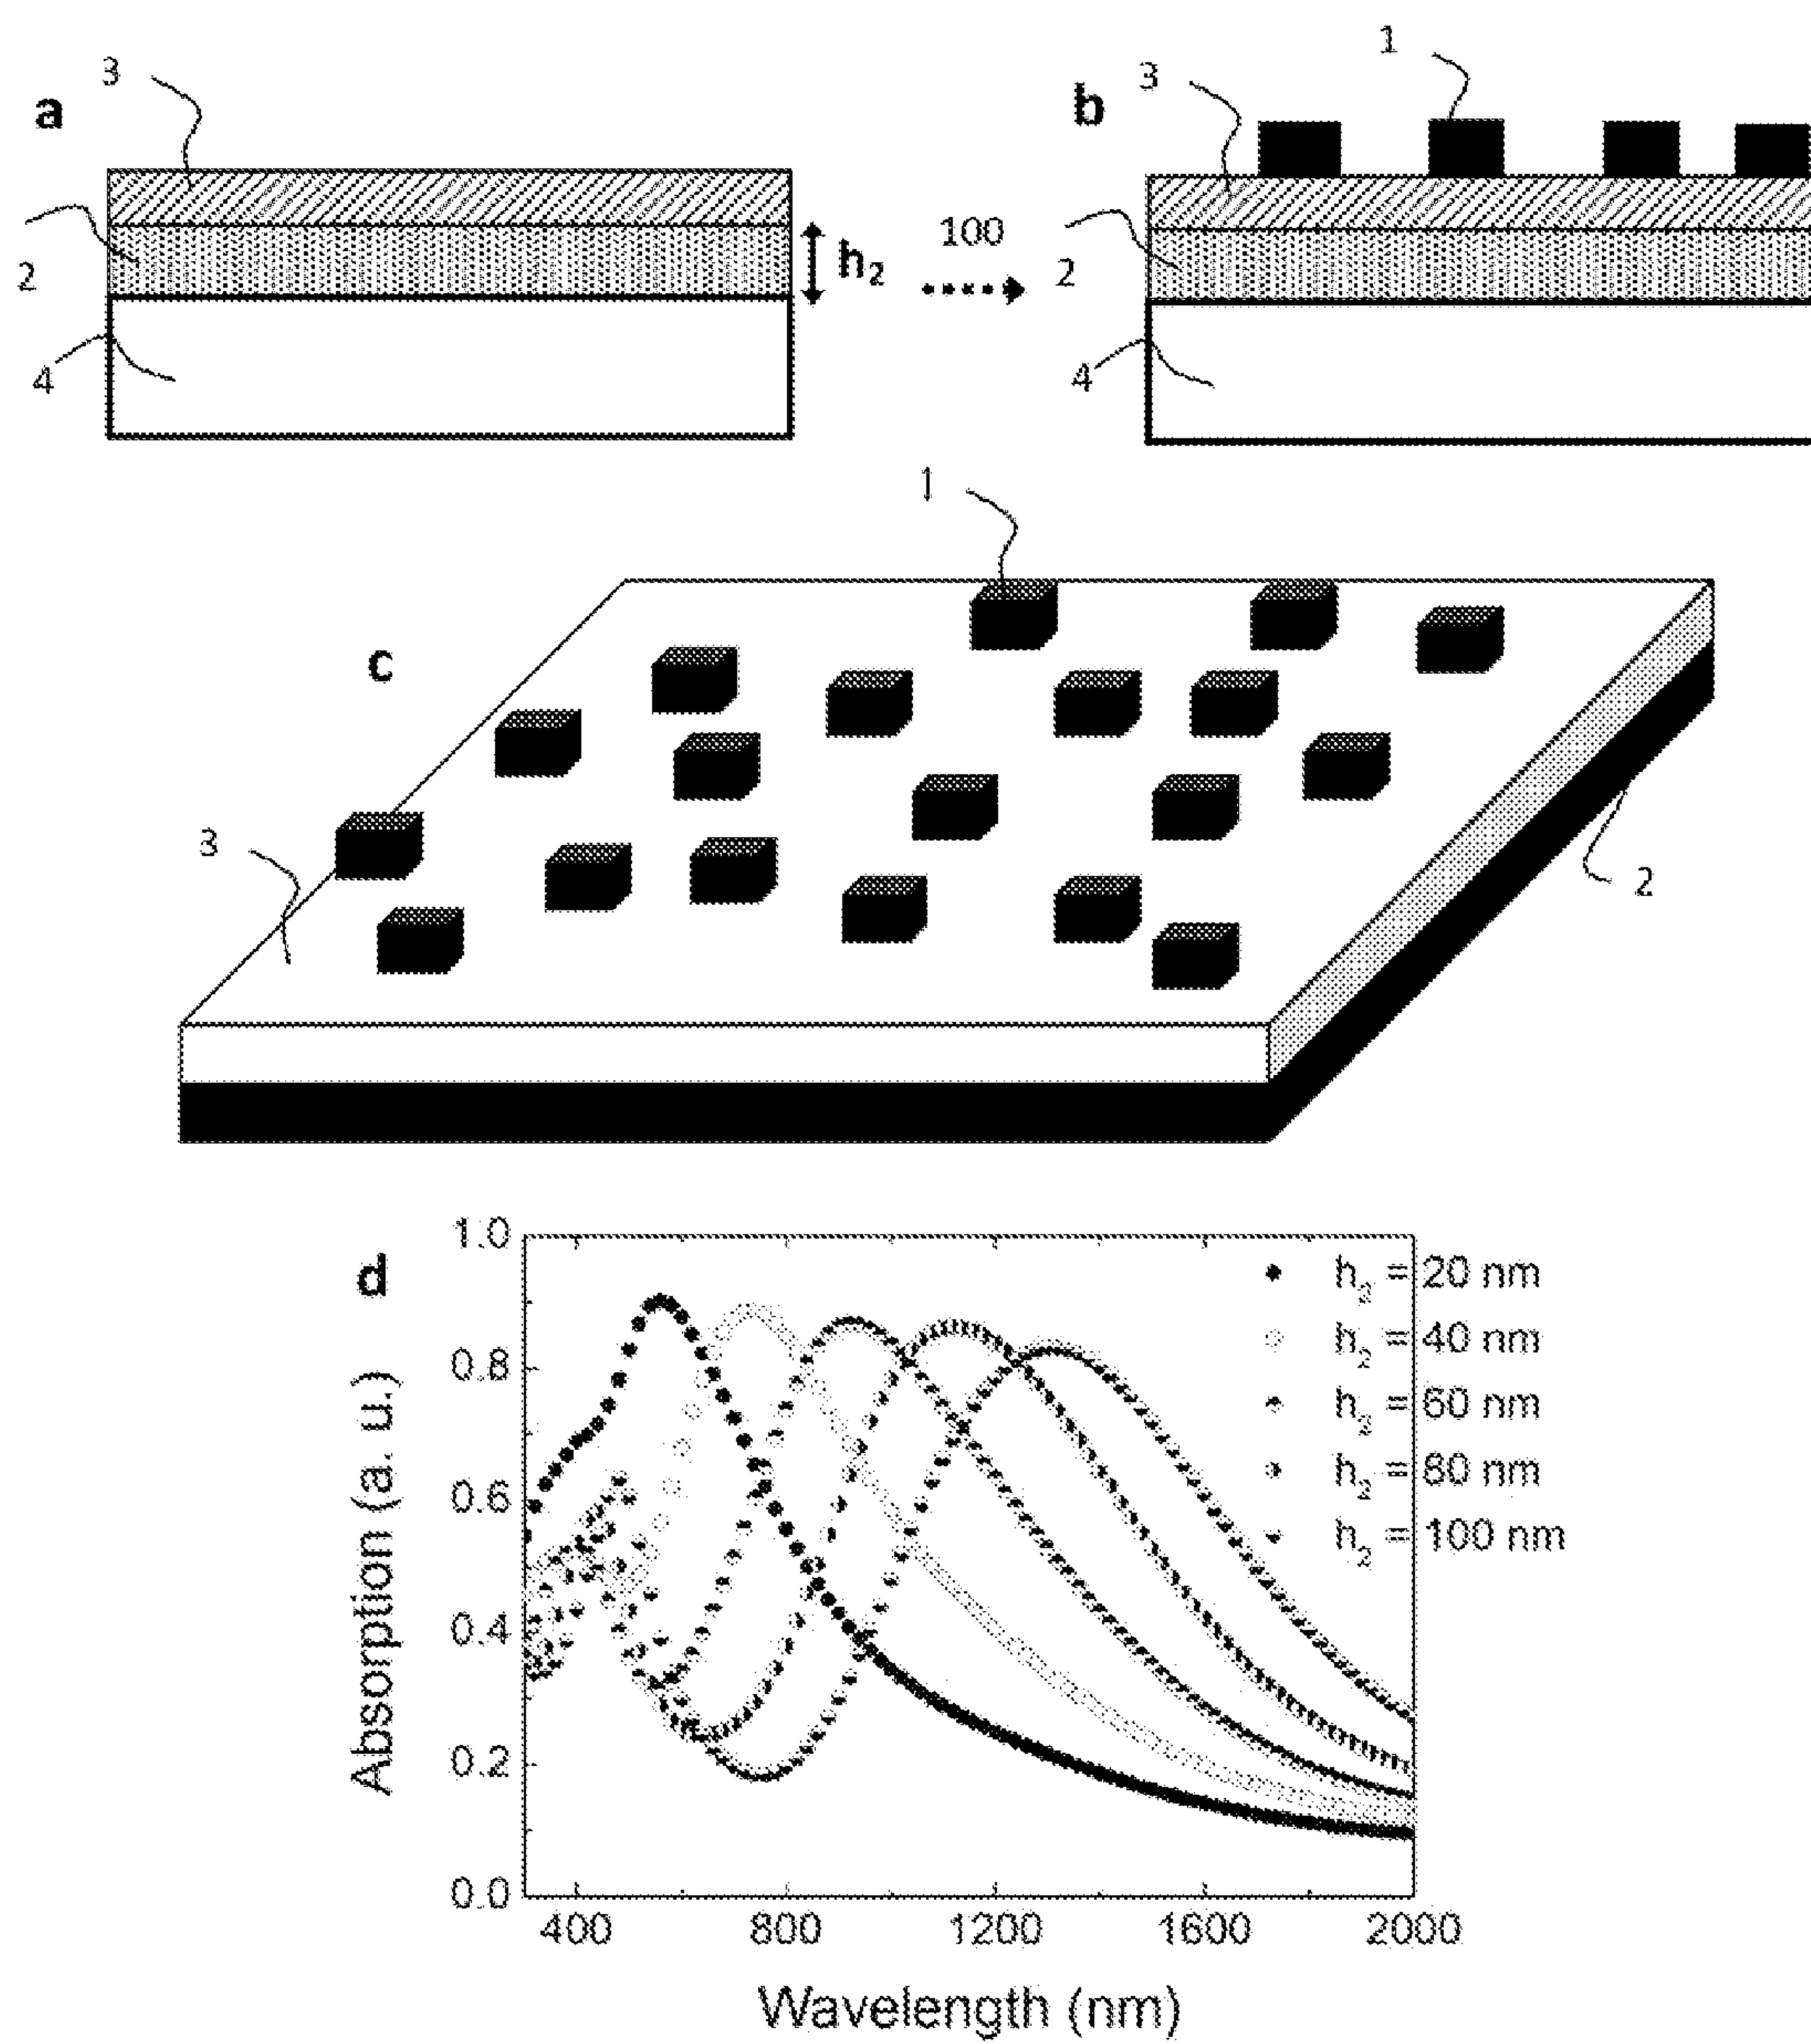 a
3
2
4
h₂
100
b
3
1
2
4
c
1
3
2
d
Absorption (a. u.)
1.0
0.8
0.6
0.4
0.2
0.0
h₂ = 20 nm
h₂ = 40 nm
h₂ = 60 nm
h₂ = 80 nm
h₂ = 100 nm
400 800 1200 1600 2000
Wavelength (nm)